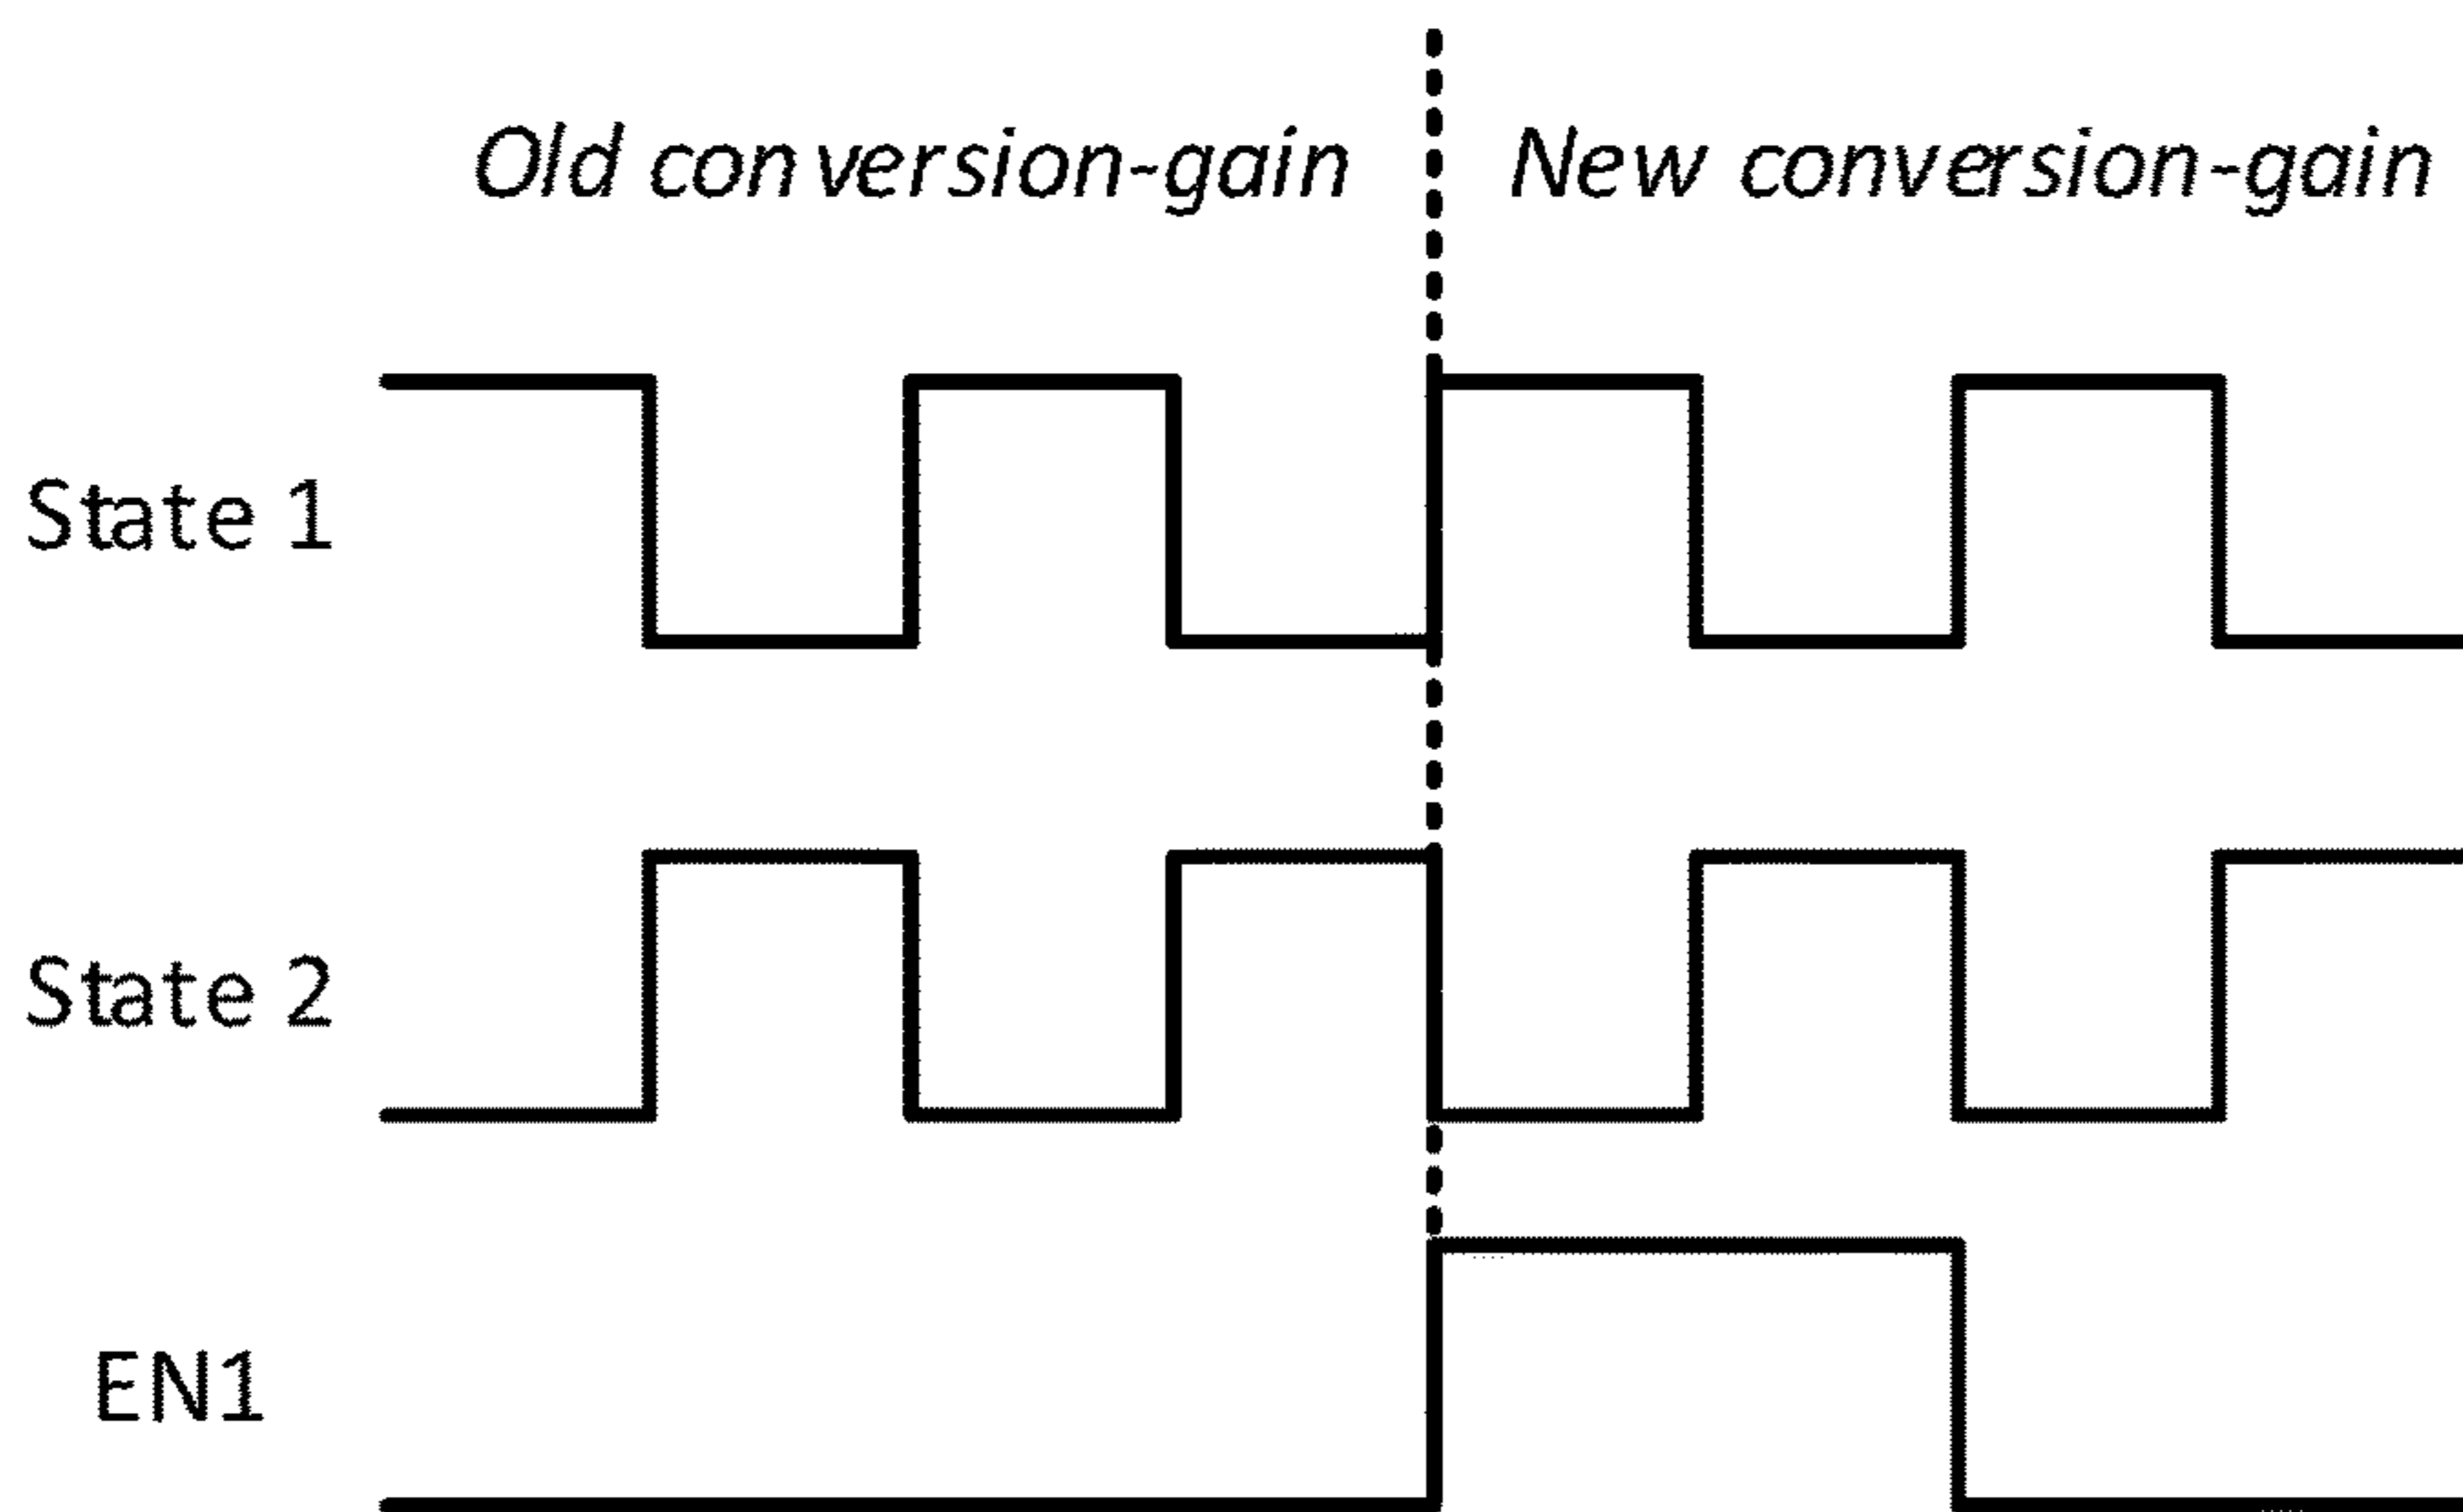 Old conversion-gain
New conversion-gain
State 1
State 2
EN1